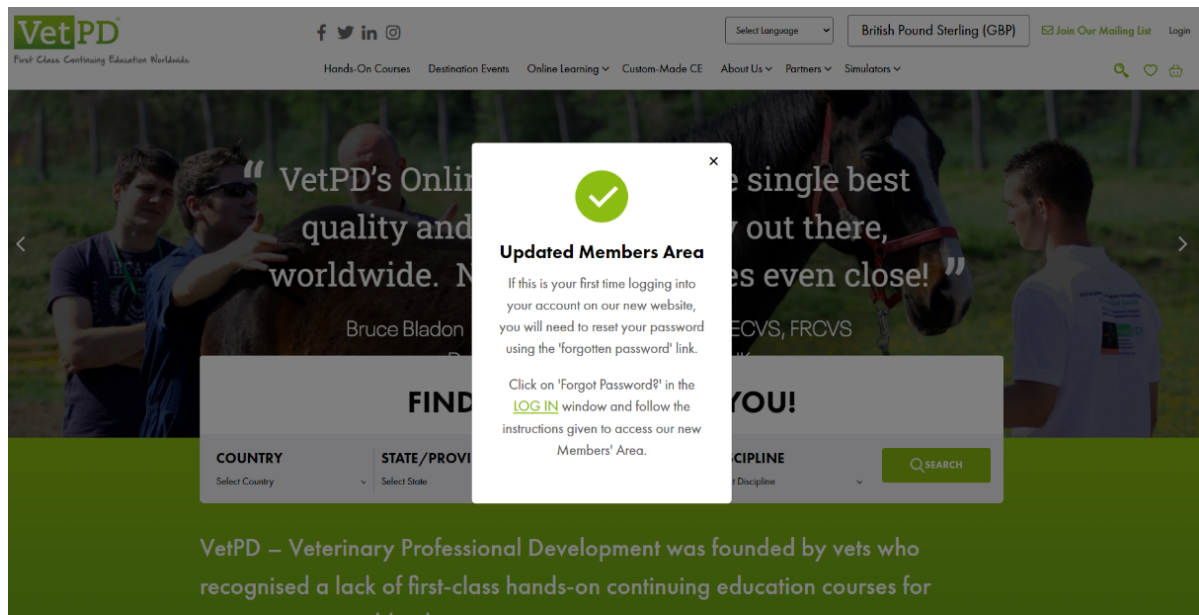 VetPD
First Class Continuing Education Worldwide
Select Language
British Pound Sterling (GBP)
Join Our Mailing List
Login
Hands-On Courses Destination Events Online Learning Custom-Made CE About Us Partners Simulators
“ VetPD's Onlin e single best
quality and y out there,
worldwide. N es even close! ”
Bruce Bladon ECVS, FRCVS
×
Updated Members Area
If this is your first time logging into
your account on our new website,
you will need to reset your password
using the 'forgotten password' link.
Click on 'Forgot Password?' in the
LOG IN window and follow the
instructions given to access our new
Members' Area.
FIND YOU!
COUNTRY STATE/PROVI CIPLINE
Select Country Select State t Discipline
SEARCH
VetPD – Veterinary Professional Development was founded by vets who
recognised a lack of first-class hands-on continuing education courses for